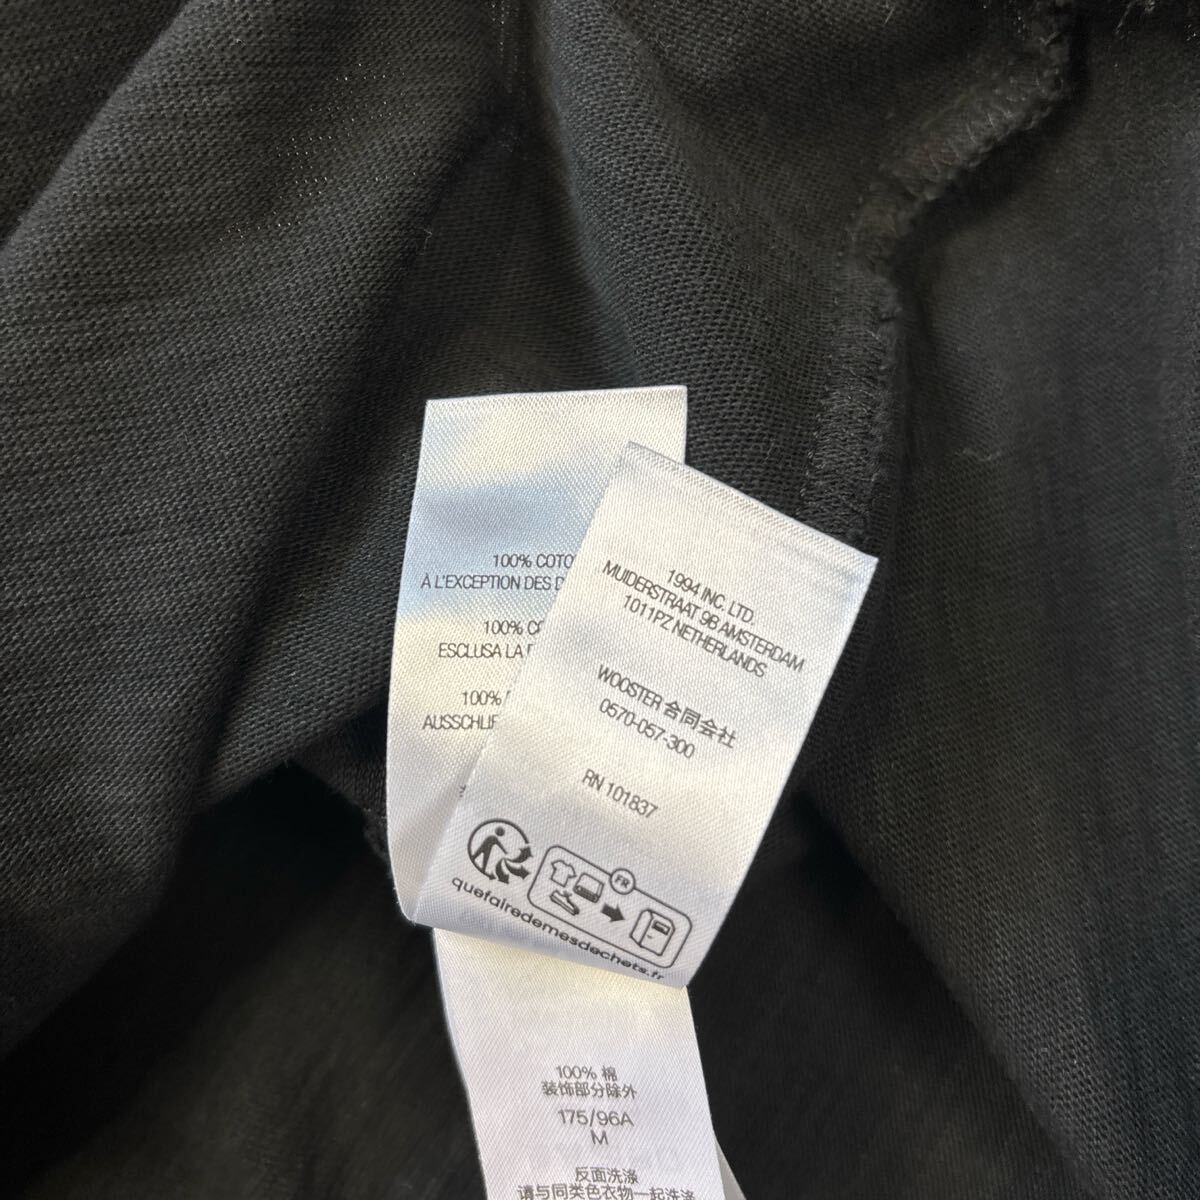 100% COTO
À L'EXCEPTION DES D
100% CO
ESCLUSA LA
100%
AUSSCHLIE
1994 INC. LTD.
MUIDERSTRAAT 9B AMSTERDAM
1011PZ NETHERLANDS
WOOSTER 合同会社
0570-057-300
RN 101837
FR
quefairedemesdechets.fr
100% 棉
装饰部分除外
175/96A
M
反面洗涤
请与同类色衣物一起洗涤